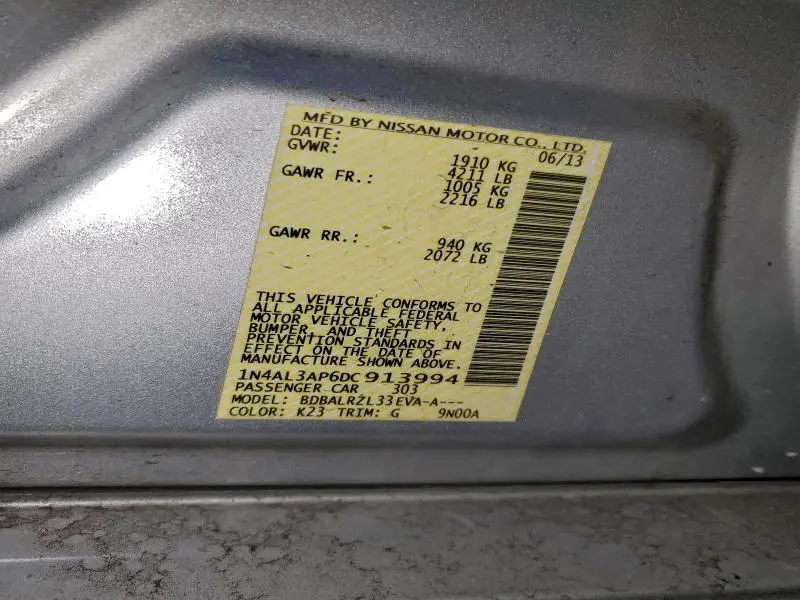 MFD BY NISSAN MOTOR CO., LTD.
DATE: 06/13
GVWR: 1910 KG
4211 LB
GAWR FR.: 1005 KG
2216 LB
GAWR RR.: 940 KG
2072 LB
THIS VEHICLE CONFORMS TO
ALL APPLICABLE FEDERAL
MOTOR VEHICLE SAFETY,
BUMPER, AND THEFT
PREVENTION STANDARDS IN
EFFECT ON THE DATE OF
MANUFACTURE SHOWN ABOVE.
1N4AL3AP6DC913994
PASSENGER CAR 303
MODEL: BDBALRZL33EVA-A---
COLOR: K23 TRIM: G 9N00A